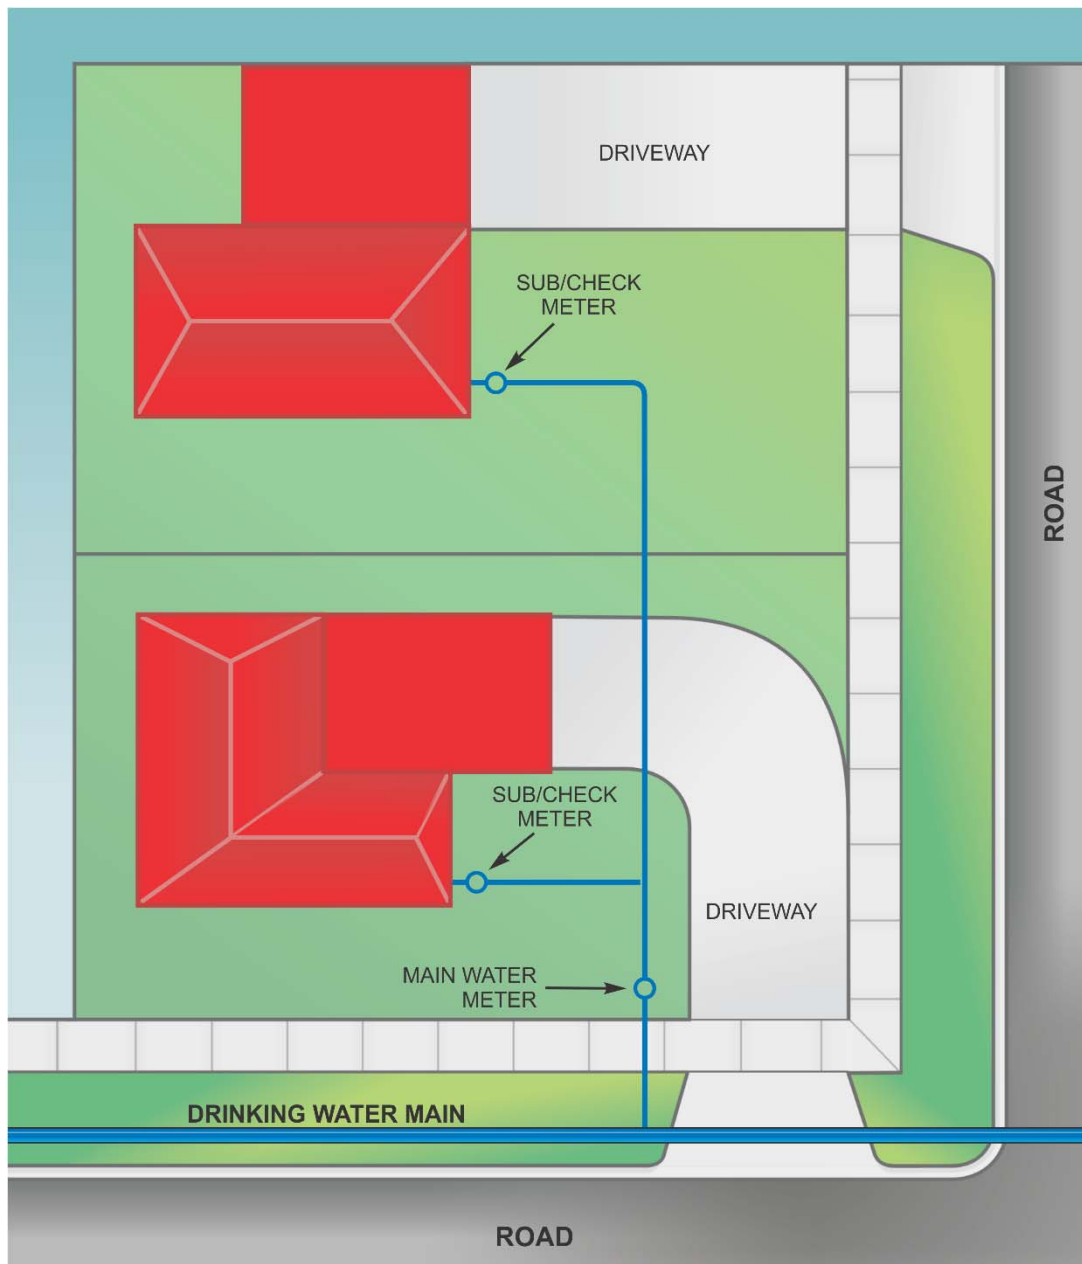 DRIVEWAY
SUB/CHECK
METER
ROAD
SUB/CHECK
METER
DRIVEWAY
MAIN WATER
METER
DRINKING WATER MAIN
ROAD